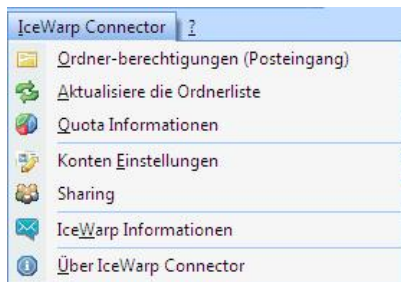 IceWarp Connector ?
Ordner-berechtigungen (Posteingang)
Aktualisiere die Ordnerliste
Quota Informationen
Konten Einstellungen
Sharing
IceWarp Informationen
Über IceWarp Connector